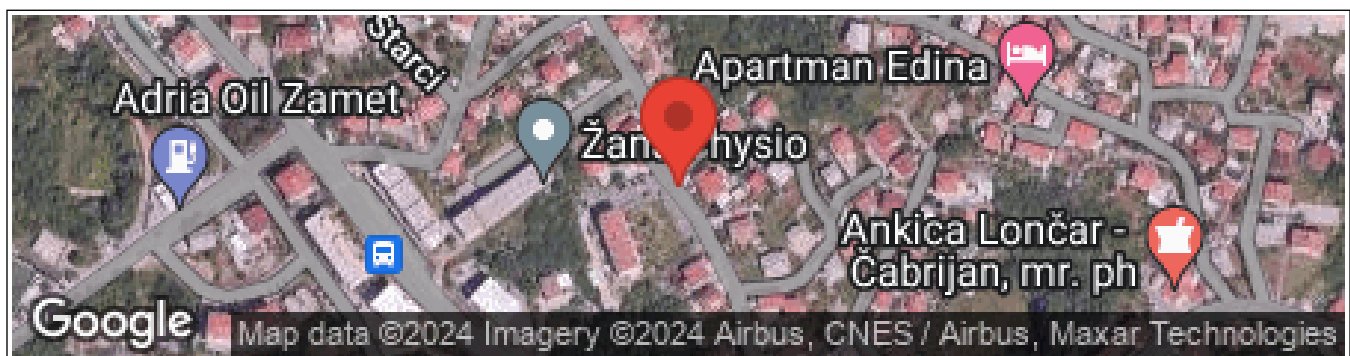 Starci
Apartman Edina
Adria Oil Zamet
Ankica Lončar -
Čabrijan, mr. ph
Google
Map data ©2024 Imagery ©2024 Airbus, CNES / Airbus, Maxar Technologies